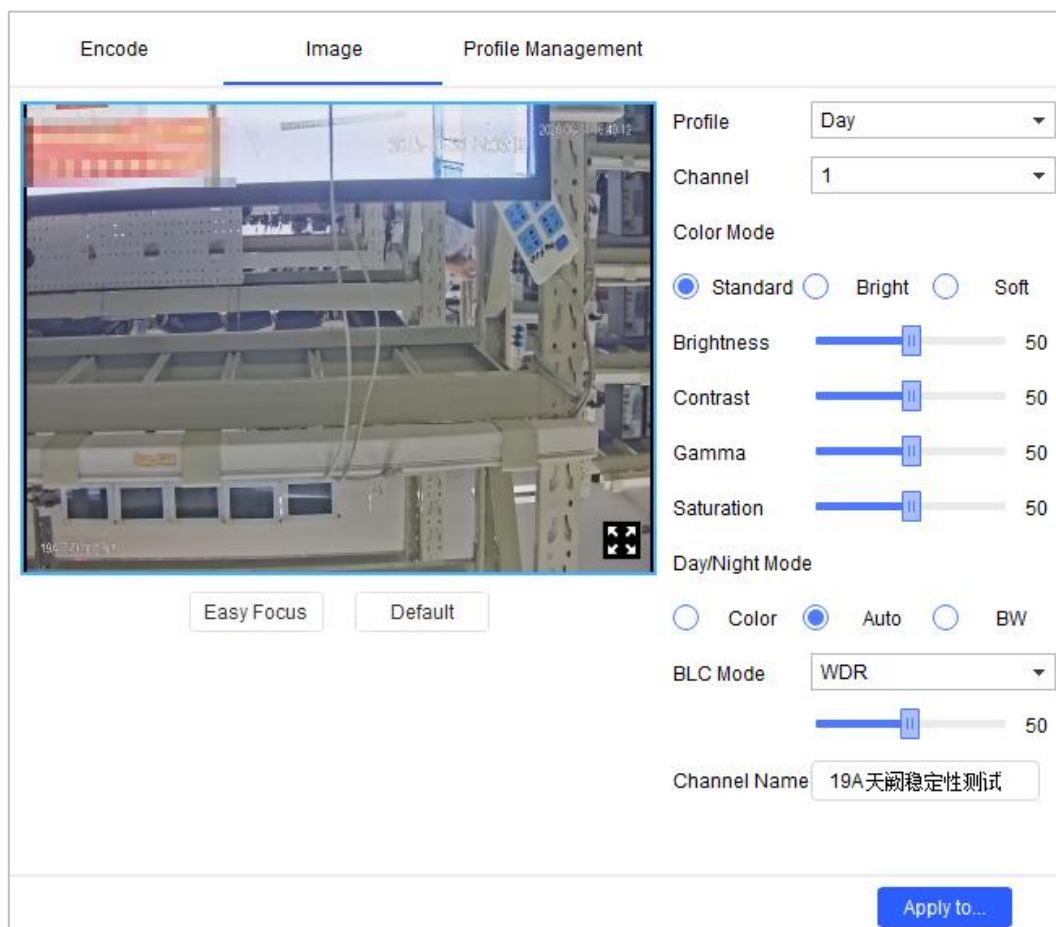 Encode Image Profile Management
Profile Day
Channel 1
Color Mode
Standard Bright Soft
Brightness 50
Contrast 50
Gamma 50
Saturation 50
Day/Night Mode
Color Auto BW
BLC Mode WDR
50
Channel Name 19A天阙稳定性测试
Easy Focus Default
Apply to...